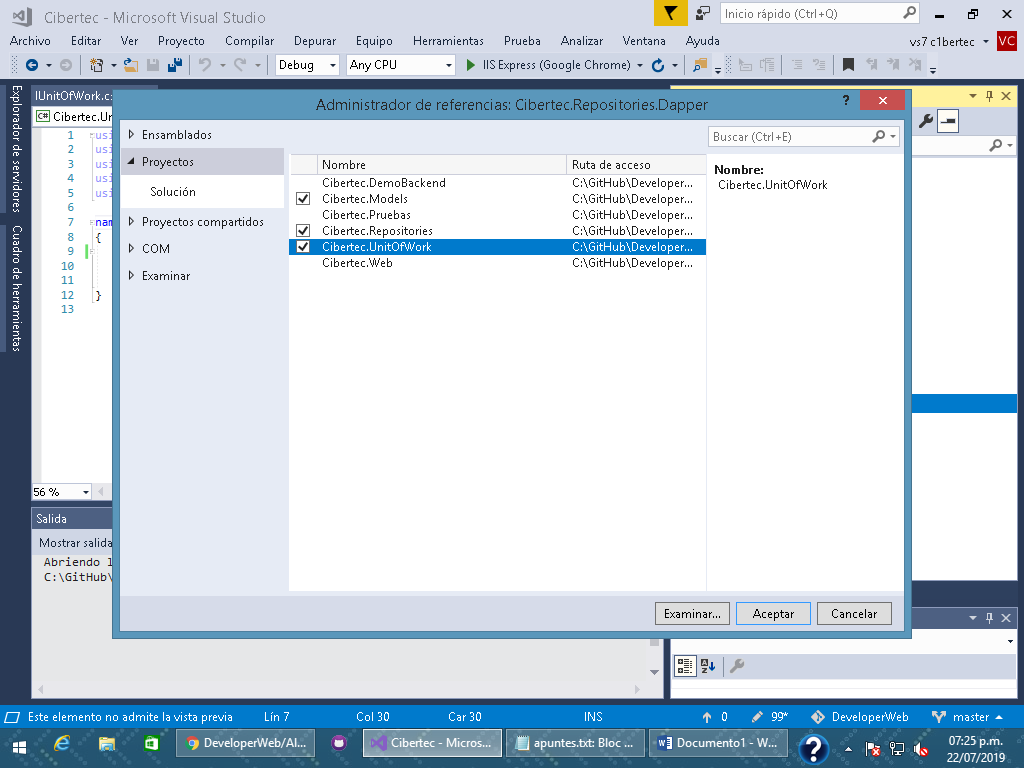 Cibertec - Microsoft Visual Studio
Inicio rápido (Ctrl+Q)
Archivo Editar Ver Proyecto Compilar Depurar Equipo Herramientas Prueba Analizar Ventana Ayuda
vs7 c1bertec VC
Debug Any CPU IIS Express (Google Chrome)
Explorador de servidores
Cuadro de herramientas
IUnitOfWork.c
C# Cibertec.Un
1 usi
2 usi
3 usi
4 usi
5 usi
6
7 nam
8 {
9
10
11
12 }
13
56 %
Administrador de referencias: Cibertec.Repositories.Dapper
?
Ensamblados
Proyectos
Solución
Proyectos compartidos
COM
Examinar
Buscar (Ctrl+E)
Nombre Ruta de acceso
Cibertec.DemoBackend C:\GitHub\Developer...
Cibertec.Models C:\GitHub\Developer...
Cibertec.Pruebas C:\GitHub\Developer...
Cibertec.Repositories C:\GitHub\Developer...
Cibertec.UnitOfWork C:\GitHub\Developer...
Cibertec.Web C:\GitHub\Developer...
Nombre:
Cibertec.UnitOfWork
Examinar... Aceptar Cancelar
Salida
Mostrar salida
Abriendo l
C:\GitHub\
Este elemento no admite la vista previa Lín 7 Col 30 Car 30 INS 0 99* DeveloperWeb master
DeveloperWeb/Al... Cibertec - Micros... apuntes.txt: Bloc ... Documento1 - W...
07:25 p.m.
22/07/2019